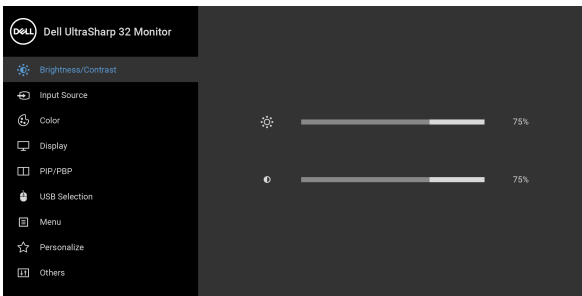 DELL
Dell UltraSharp 32 Monitor
Brightness/Contrast
Input Source
Color
Display
PIP/PBP
USB Selection
Menu
Personalize
Others
75%
75%